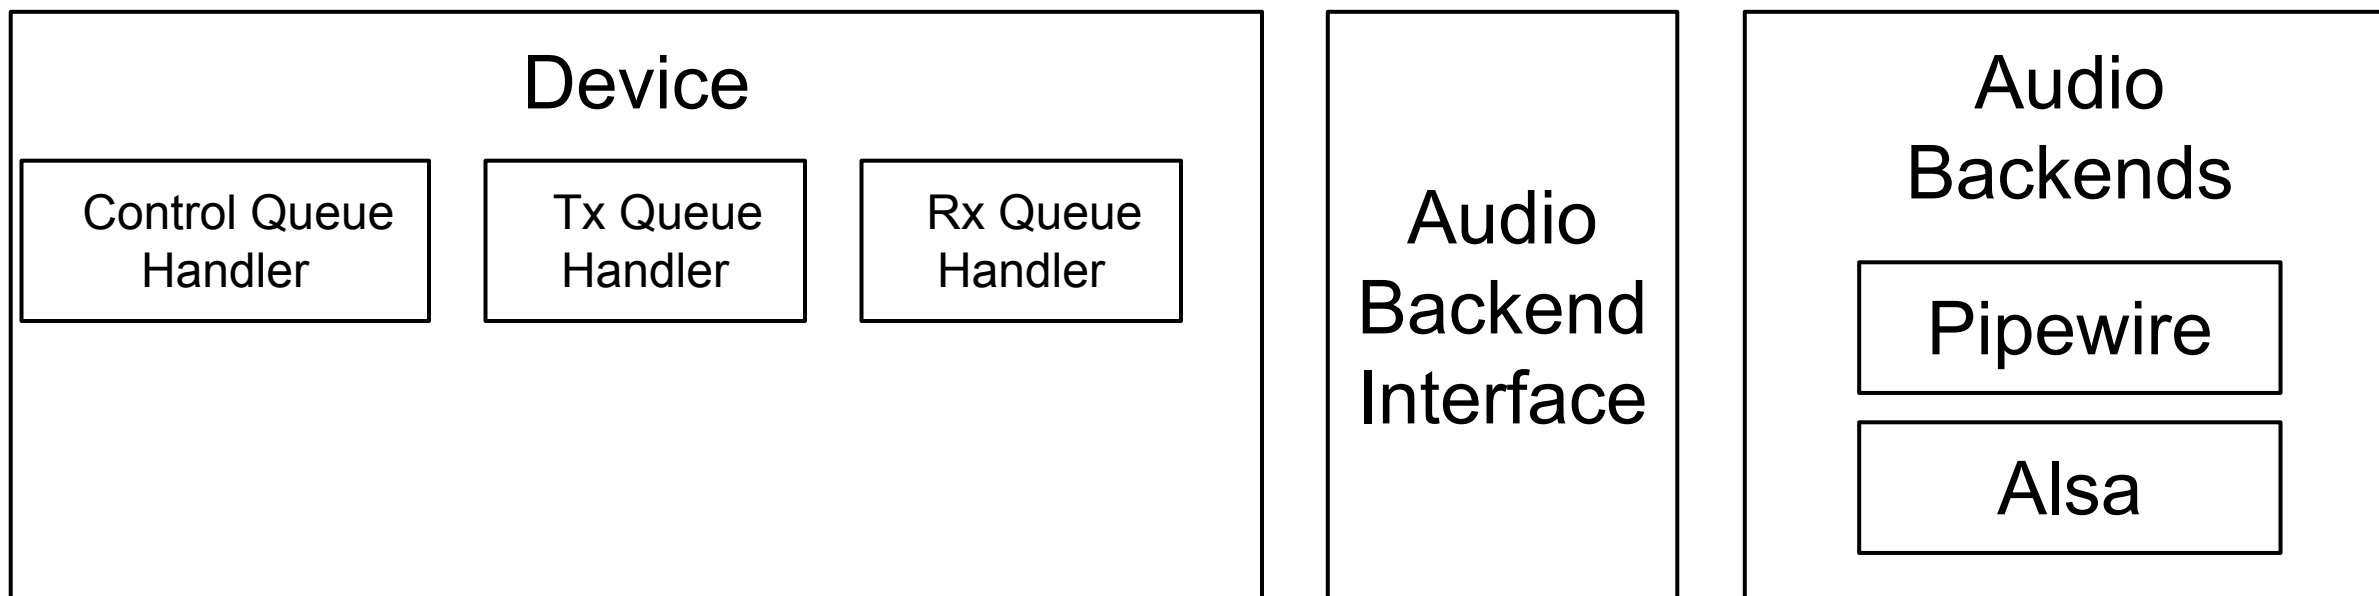 Device
Control Queue
Handler
Tx Queue
Handler
Rx Queue
Handler
Audio
Backend
Interface
Audio
Backends
Pipewire
Alsa